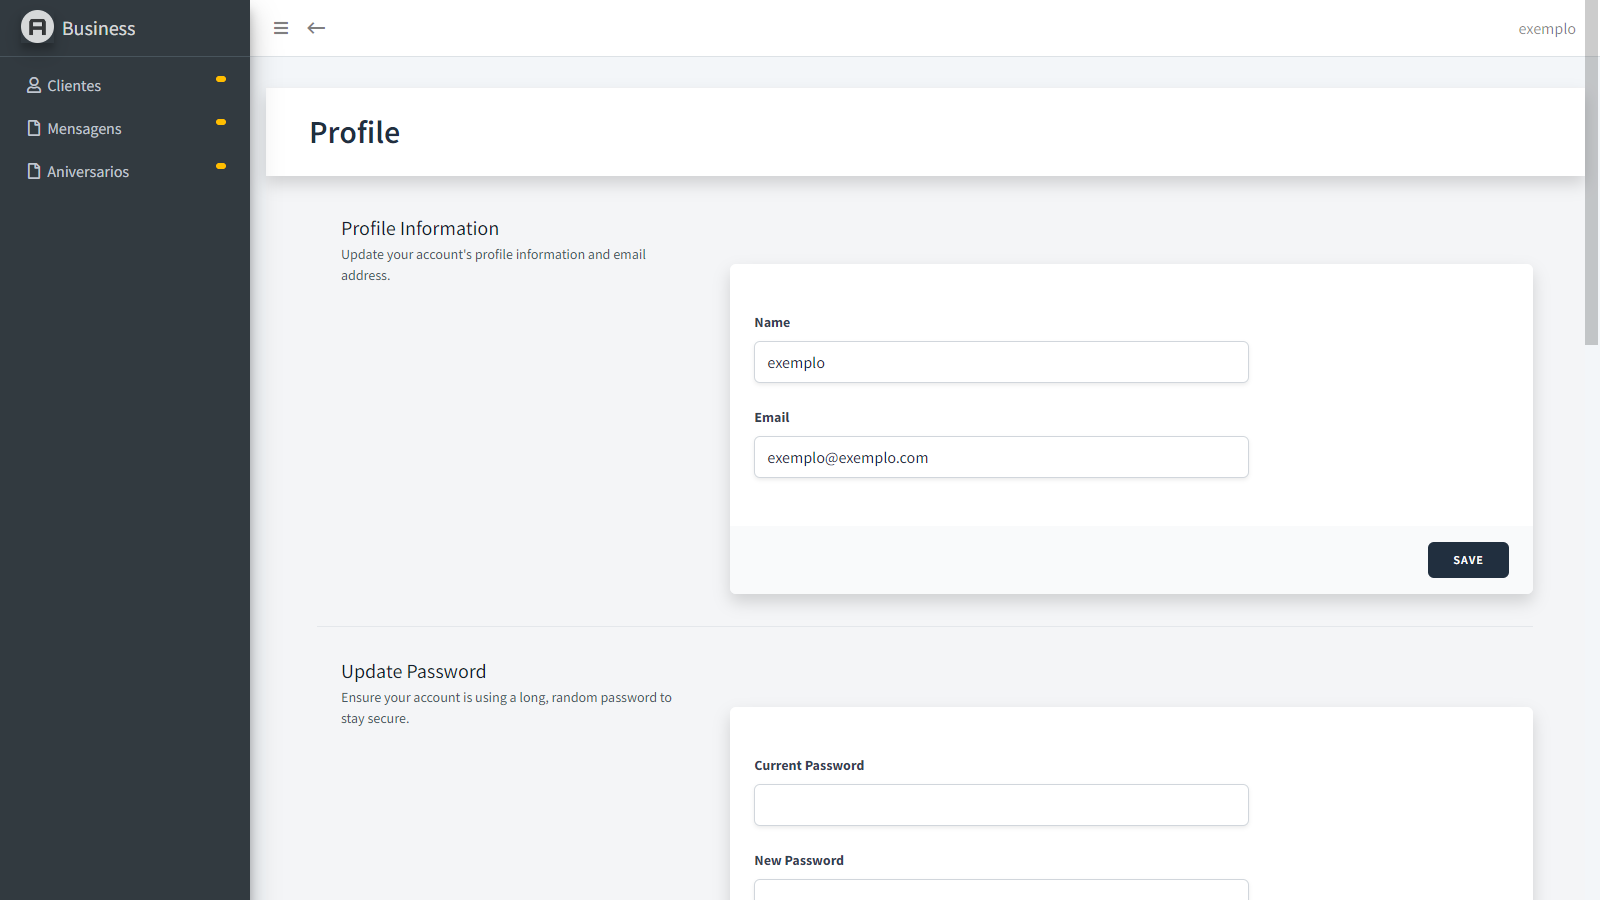 Business
exemplo
Clientes
Mensagens
Aniversarios
Profile
Profile Information
Update your account's profile information and email
address.
Name
exemplo
Email
exemplo@exemplo.com
SAVE
Update Password
Ensure your account is using a long, random password to
stay secure.
Current Password
New Password